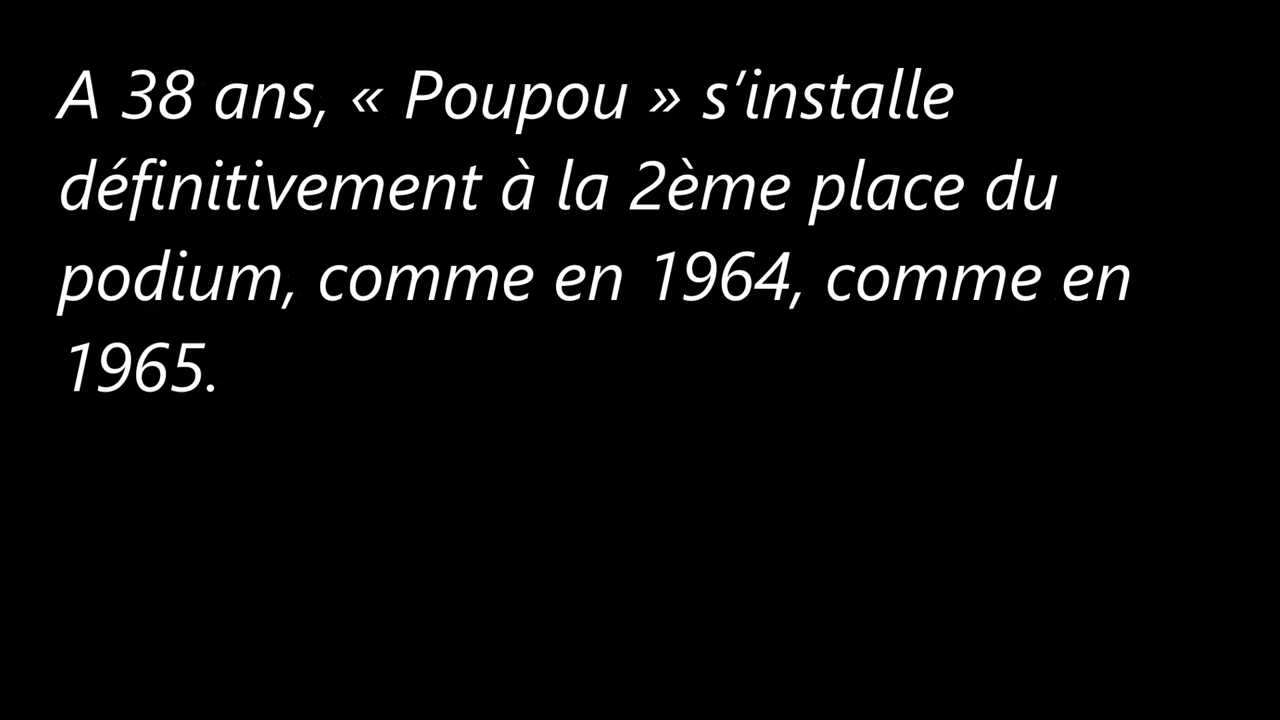 A 38 ans, « Poupou » s’installe
définitivement à la 2ème place du
podium, comme en 1964, comme en
1965.